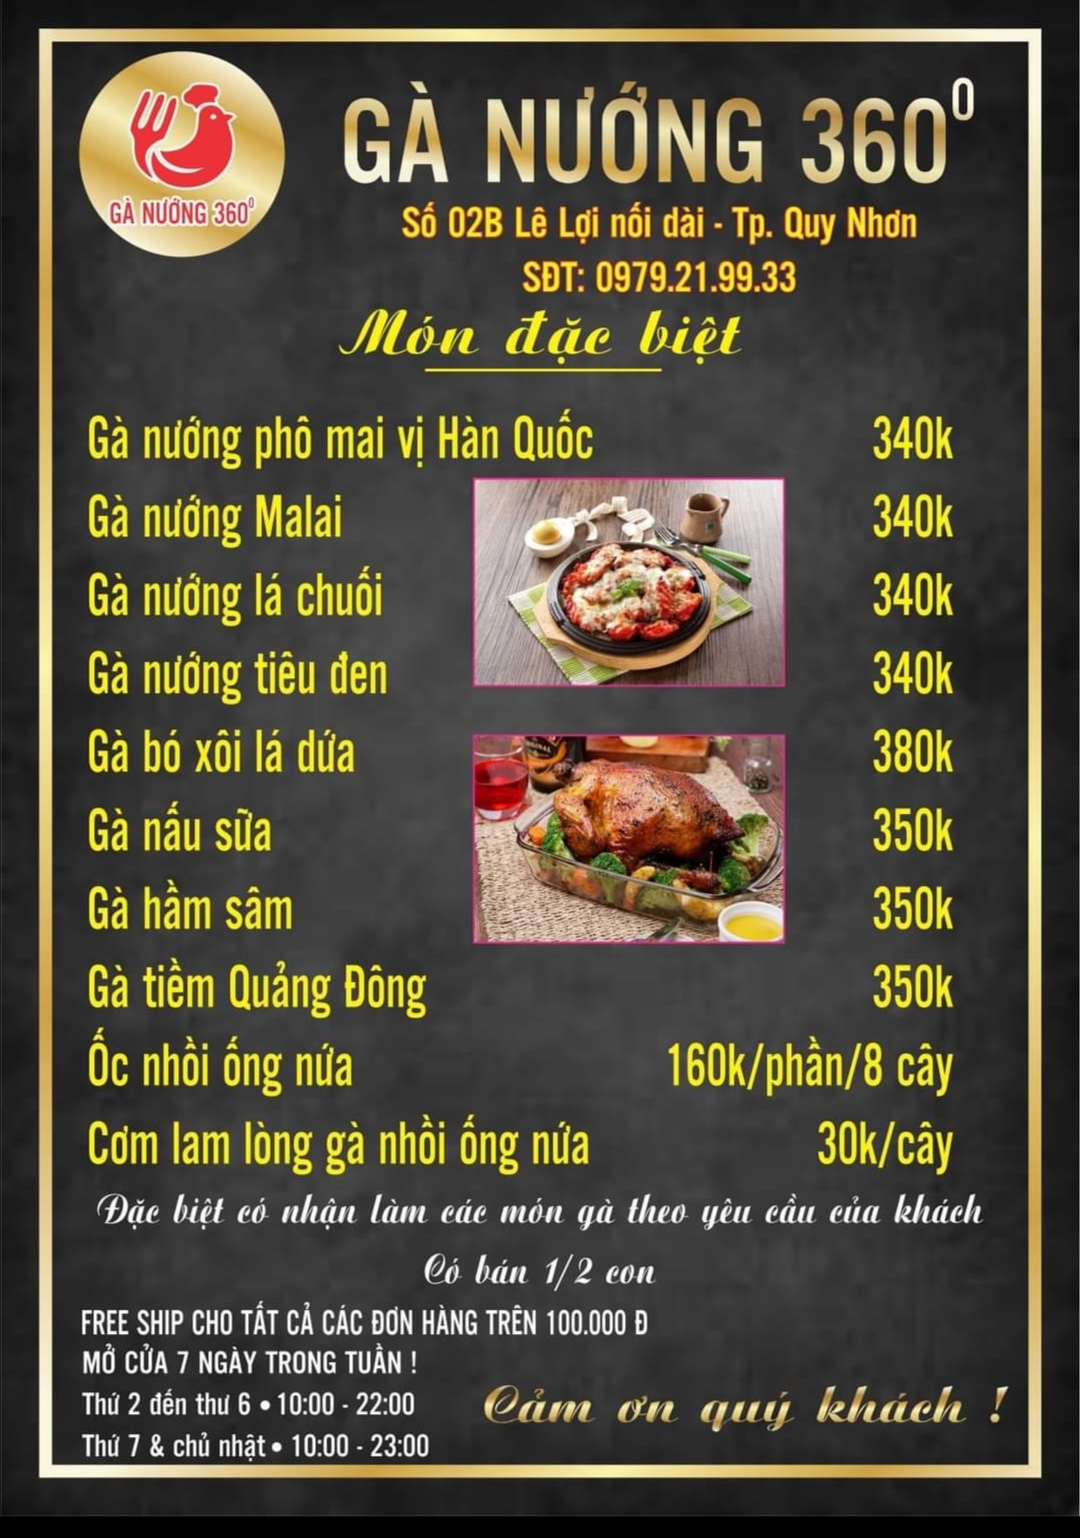 GÀ NƯỚNG 360⁰
GÀ NƯỚNG 360⁰
Số 02B Lê Lợi nối dài - Tp. Quy Nhơn
SĐT: 0979.21.99.33
Món đặc biệt
Gà nướng phô mai vị Hàn Quốc 340k
Gà nướng Malai 340k
Gà nướng lá chuối 340k
Gà nướng tiêu đen 340k
Gà bó xôi lá dứa 380k
Gà nấu sữa 350k
Gà hầm sâm 350k
Gà tiềm Quảng Đông 350k
Ốc nhồi ống nứa 160k/phần/8 cây
Cơm lam lòng gà nhồi ống nứa 30k/cây
Đặc biệt có nhận làm các món gà theo yêu cầu của khách
Có bán 1/2 con
FREE SHIP CHO TẤT CẢ CÁC ĐƠN HÀNG TRÊN 100.000 Đ
MỞ CỬA 7 NGÀY TRONG TUẦN !
Thứ 2 đến thư 6 • 10:00 - 22:00
Thứ 7 & chủ nhật • 10:00 - 23:00
Cảm ơn quý khách !